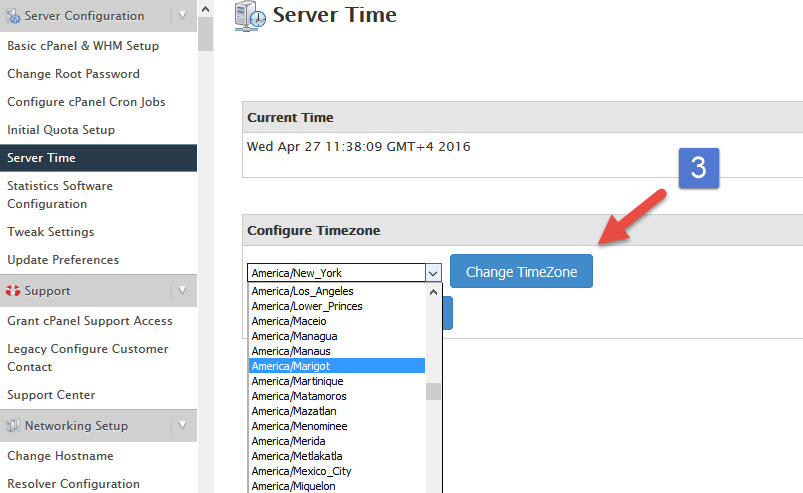 Server Configuration
Basic cPanel & WHM Setup
Change Root Password
Configure cPanel Cron Jobs
Initial Quota Setup
Server Time
Statistics Software
Configuration
Tweak Settings
Update Preferences
Support
Grant cPanel Support Access
Legacy Configure Customer
Contact
Support Center
Networking Setup
Change Hostname
Resolver Configuration
Server Time
Current Time
Wed Apr 27 11:38:09 GMT+4 2016
3
Configure Timezone
America/New_York
Change TimeZone
America/Los_Angeles
America/Lower_Princes
America/Maceio
America/Managua
America/Manaus
America/Marigot
America/Martinique
America/Matamoros
America/Mazatlan
America/Menominee
America/Merida
America/Metlakatla
America/Mexico_City
America/Miquelon